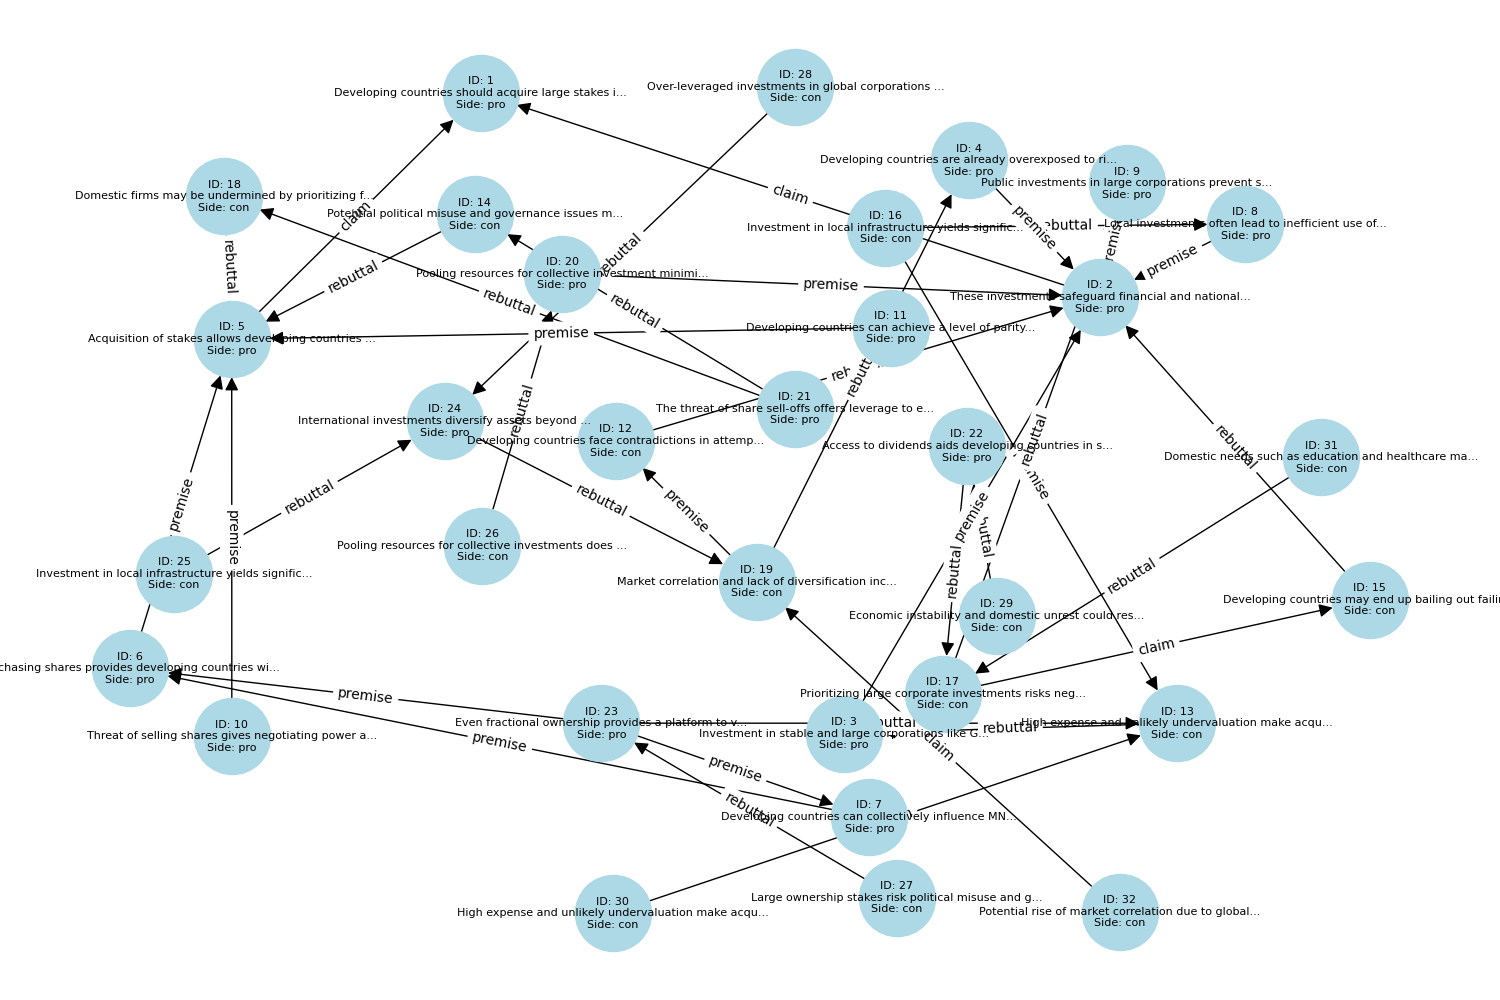 ID: 1
Developing countries should acquire large stakes i...
Side: pro
ID: 28
Over-leveraged investments in global corporations ...
Side: con
ID: 4
Developing countries are already overexposed to ri...
Side: pro
ID: 9
Public investments in large corporations prevent s...
Side: pro
ID: 18
Domestic firms may be undermined by prioritizing f...
Side: con
ID: 14
Potential political misuse and governance issues m...
Side: con
ID: 16
Investment in local infrastructure yields signific...
Side: con
ID: 8
Local investments often lead to inefficient use of...
Side: pro
claim
claim
premise
rebuttal
premise
rebuttal
rebuttal
rebuttal
ID: 20
Pooling resources for collective investment minimi...
Side: pro
premise
ID: 2
These investments safeguard financial and national...
Side: pro
rebuttal
rebuttal
ID: 5
Acquisition of stakes allows developing countries ...
Side: pro
premise
ID: 11
Developing countries can achieve a level of parity...
Side: pro
ID: 24
International investments diversify assets beyond ...
Side: pro
rebuttal
ID: 12
Developing countries face contradictions in attemp...
Side: con
ID: 21
The threat of share sell-offs offers leverage to e...
Side: pro
ID: 22
Access to dividends aids developing countries in s...
Side: pro
rebuttal
rebuttal
ID: 31
Domestic needs such as education and healthcare ma...
Side: con
premise
rebuttal
rebuttal
premise
premise
premise
ID: 26
Pooling resources for collective investments does ...
Side: con
ID: 25
Investment in local infrastructure yields signific...
Side: con
ID: 19
Market correlation and lack of diversification inc...
Side: con
rebuttal
rebuttal
ID: 29
Economic instability and domestic unrest could res...
Side: con
ID: 15
Developing countries may end up bailing out faili
Side: con
claim
ID: 6
chasing shares provides developing countries wi...
Side: pro
premise
ID: 17
Prioritizing large corporate investments risks neg...
Side: con
ID: 10
Threat of selling shares gives negotiating power a...
Side: pro
premise
ID: 23
Even fractional ownership provides a platform to v...
Side: pro
ID: 3
Investment in stable and large corporations like G...
Side: pro
rebuttal
ID: 13
High expense and unlikely undervaluation make acqu...
Side: con
claim
premise
rebuttal
ID: 7
Developing countries can collectively influence MN...
Side: pro
ID: 30
High expense and unlikely undervaluation make acqu...
Side: con
ID: 27
Large ownership stakes risk political misuse and g...
Side: con
ID: 32
Potential rise of market correlation due to global...
Side: con